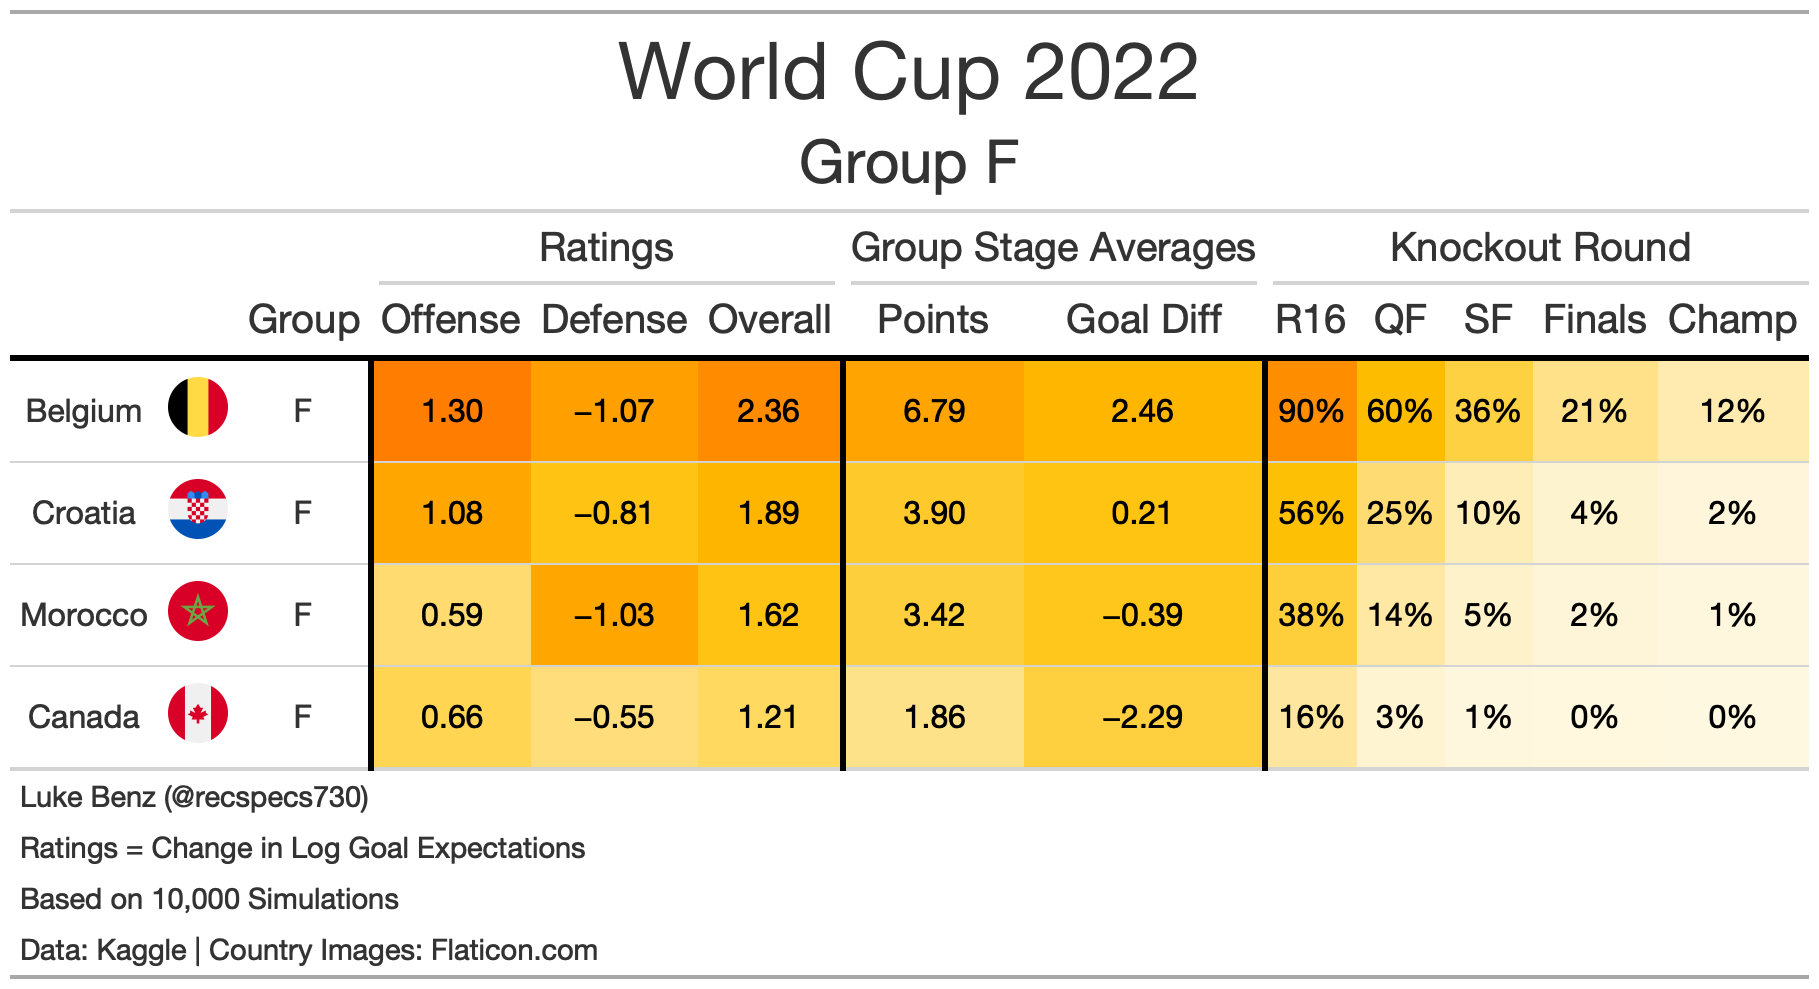 World Cup 2022
Group F
Ratings Group Stage Averages Knockout Round
Group Offense Defense Overall Points Goal Diff R16 QF SF Finals Champ
Belgium F 1.30 −1.07 2.36 6.79 2.46 90% 60% 36% 21% 12%
Croatia F 1.08 −0.81 1.89 3.90 0.21 56% 25% 10% 4% 2%
Morocco F 0.59 −1.03 1.62 3.42 −0.39 38% 14% 5% 2% 1%
Canada F 0.66 −0.55 1.21 1.86 −2.29 16% 3% 1% 0% 0%
Luke Benz (@recspecs730)
Ratings = Change in Log Goal Expectations
Based on 10,000 Simulations
Data: Kaggle | Country Images: Flaticon.com